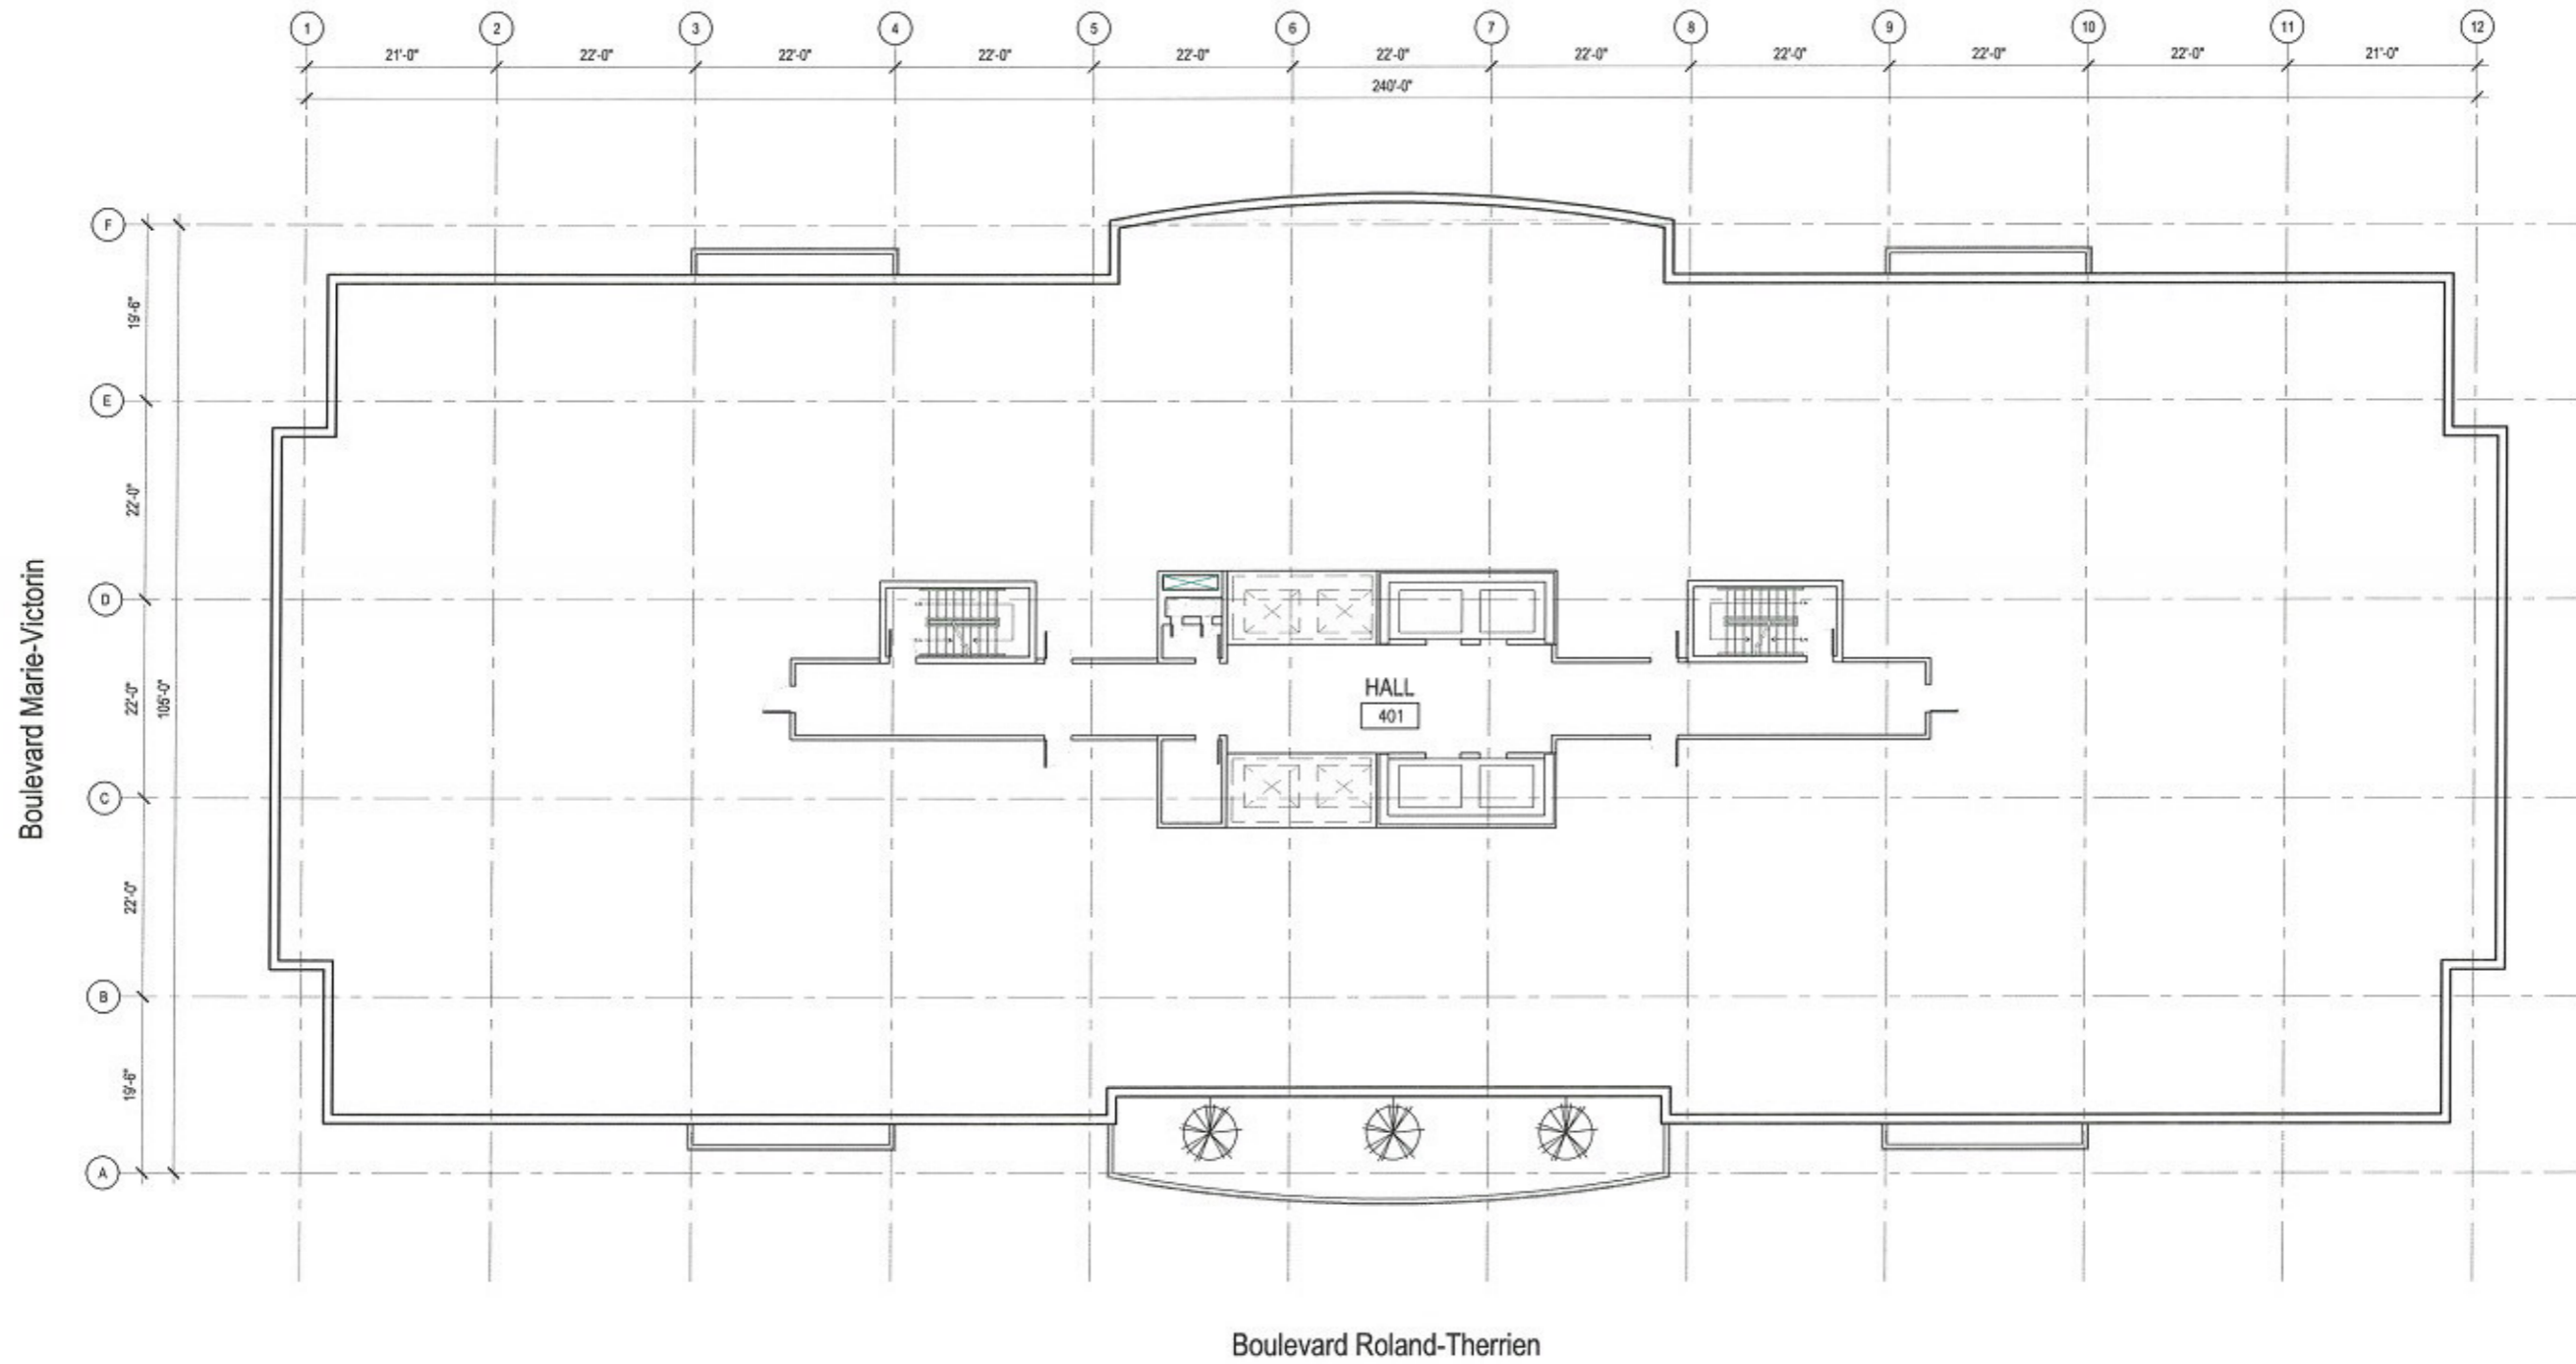 1 2 3 4 5 6 7 8 9 10 11 12
21'-0" 22'-0" 22'-0" 22'-0" 22'-0" 22'-0" 22'-0" 22'-0" 22'-0" 22'-0" 21'-0"
240'-0"
F
19'-6"
E
22'-0"
D
22'-0"
105'-0"
C
22'-0"
B
19'-6"
A
Boulevard Marie-Victorin
HALL
401
Boulevard Roland-Therrien